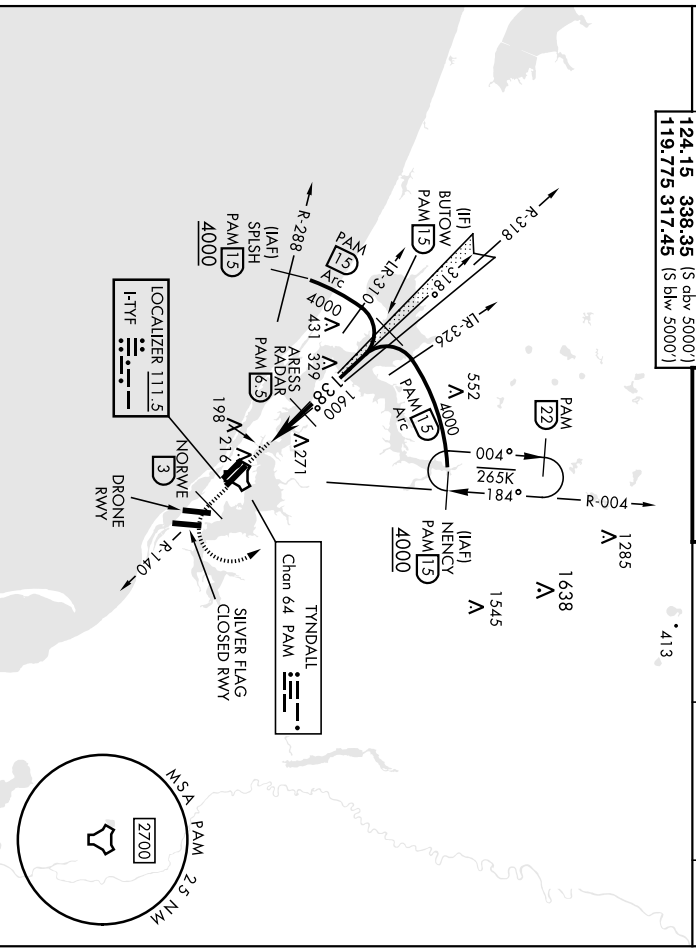 124.15 338.35 (S abv 5000')
119.775 317.45 (S blw 5000')
R-318
(IF)
BUTOW
PAM 15
318°
LR-310
LR-326
R-288
(IAF)
SPLSH
PAM 15
4000
PAM
15
Arc
4000
431
329
138°
1600
ARESS
RADAR
PAM 6.5
552
PAM 15
Arc
4000
PAM
22
004°
265K
184°
R-004
(IAF)
NENCY
PAM 15
4000
1285
1638
1545
413
LOCALIZER 111.5
I-TYF
198
216
271
NORWE
3
DRONE
RWY
R-140
SILVER FLAG
CLOSED RWY
TYNDALL
Chan 64 PAM
MSA PAM 25 NM
2700